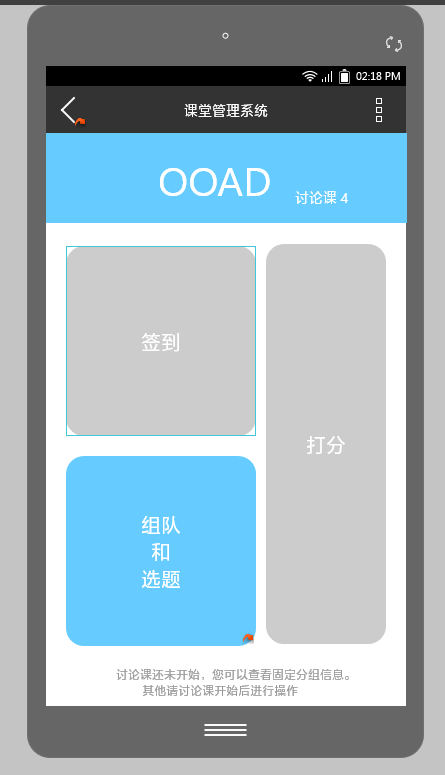 02:18 PM
课堂管理系统
OOAD
讨论课 4
签到
打分
组队
和
选题
讨论课还未开始，您可以查看固定分组信息。
其他请讨论课开始后进行操作